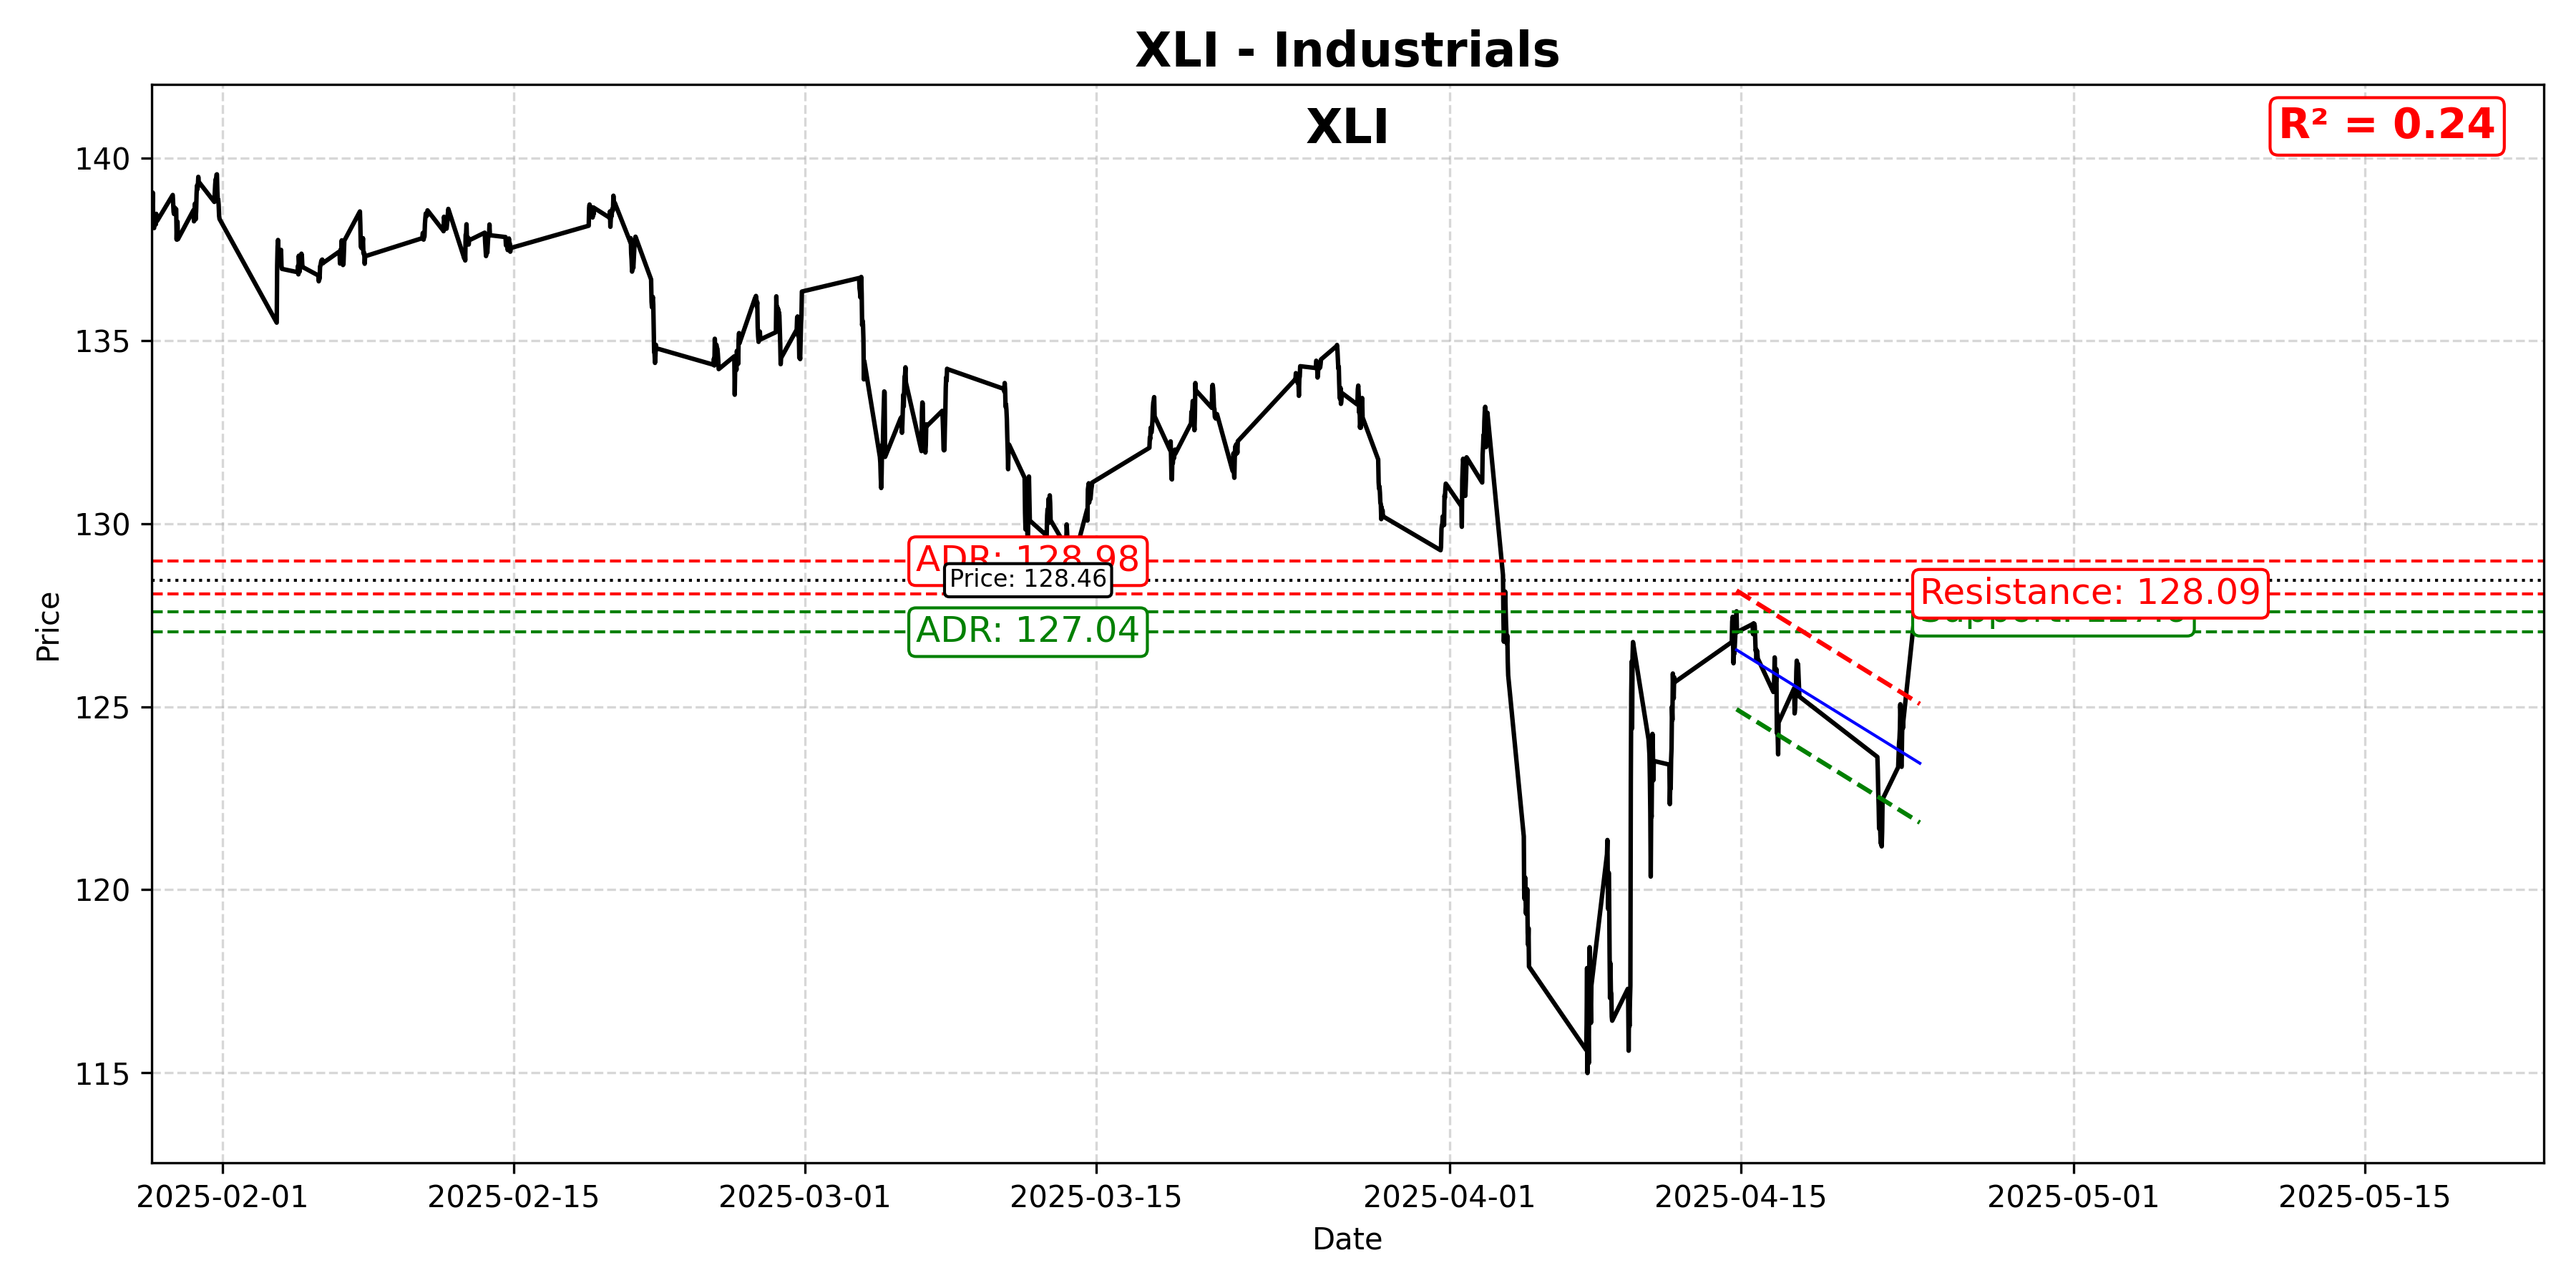 XLI - Industrials
XLI
R² = 0.24
140
135
130
125
120
115
Price
ADR: 128.98
Price: 128.46
ADR: 127.04
Resistance: 128.09
2025-02-01
2025-02-15
2025-03-01
2025-03-15
2025-04-01
2025-04-15
2025-05-01
2025-05-15
Date